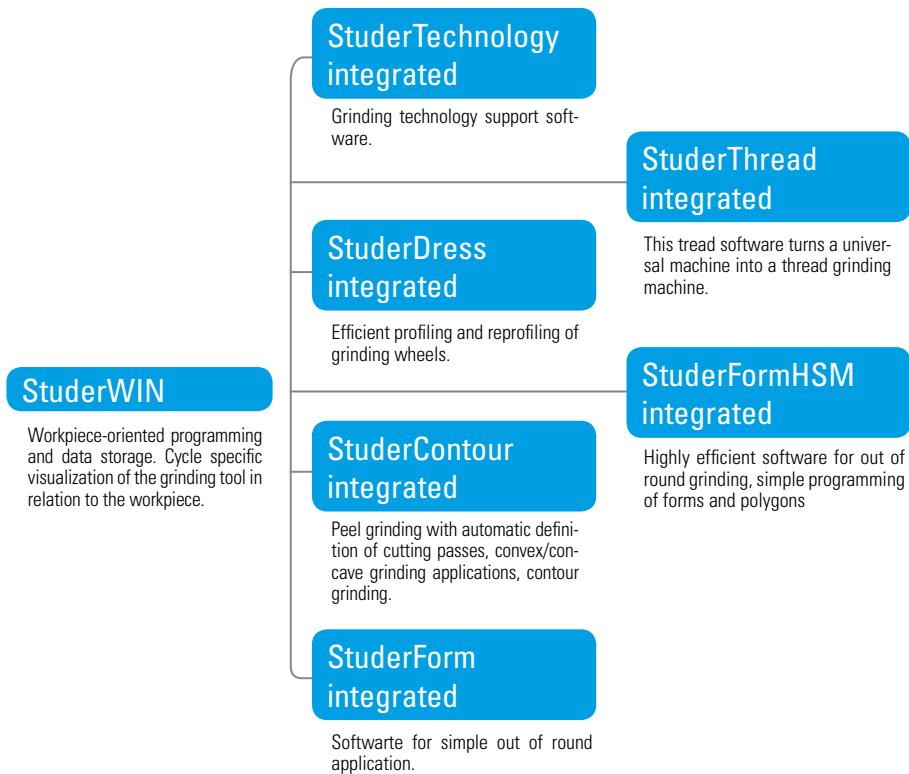 StuderTechnology
integrated
Grinding technology support soft-
ware.
StuderThread
integrated
This tread software turns a univer-
sal machine into a thread grinding
machine.
StuderDress
integrated
Efficient profiling and reprofiling of
grinding wheels.
StuderFormHSM
integrated
Highly efficient software for out of
round grinding, simple programming
of forms and polygons
StuderWIN
Workpiece-oriented programming
and data storage. Cycle specific
visualization of the grinding tool in
relation to the workpiece.
StuderContour
integrated
Peel grinding with automatic defini-
tion of cutting passes, convex/con-
cave grinding applications, contour
grinding.
StuderForm
integrated
Softwarte for simple out of round
application.